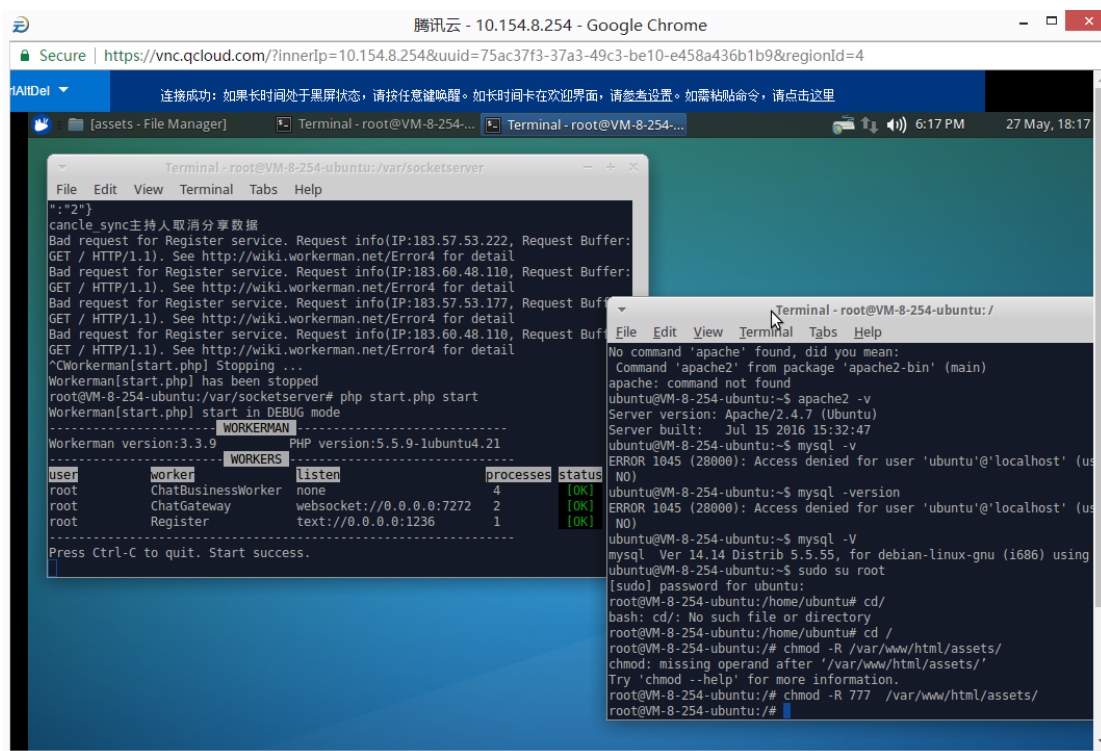 腾讯云 - 10.154.8.254 - Google Chrome
Secure | https://vnc.qcloud.com/?innerIp=10.154.8.254&uuid=75ac37f3-37a3-49c3-be10-e458a436b1b9&regionId=4
rlAltDel
连接成功：如果长时间处于黑屏状态，请按任意键唤醒。如长时间卡在欢迎界面，请参考设置。如需粘贴命令，请点击这里
[assets - File Manager] Terminal - root@VM-8-254-... Terminal - root@VM-8-254-... 6:17 PM 27 May, 18:17
Terminal - root@VM-8-254-ubuntu: /var/socketserver
File Edit View Terminal Tabs Help
":"2"}
cancle_sync主持人取消分享数据
Bad request for Register service. Request info(IP:183.57.53.222, Request Buffer:
GET / HTTP/1.1). See http://wiki.workerman.net/Error4 for detail
Bad request for Register service. Request info(IP:183.60.48.110, Request Buffer:
GET / HTTP/1.1). See http://wiki.workerman.net/Error4 for detail
Bad request for Register service. Request info(IP:183.57.53.177, Request Buff
GET / HTTP/1.1). See http://wiki.workerman.net/Error4 for detail
Bad request for Register service. Request info(IP:183.60.48.110, Request Buff
GET / HTTP/1.1). See http://wiki.workerman.net/Error4 for detail
^CWorkerman[start.php] Stopping ...
Workerman[start.php] has been stopped
root@VM-8-254-ubuntu:/var/socketserver# php start.php start
Workerman[start.php] start in DEBUG mode
----------------------- WORKERMAN -----------------------------
Workerman version:3.3.9 PHP version:5.5.9-1ubuntu4.21
------------------------ WORKERS -------------------------------
user worker listen processes status
root ChatBusinessWorker none 4 [OK]
root ChatGateway websocket://0.0.0.0:7272 2 [OK]
root Register text://0.0.0.0:1236 1 [OK]
----------------------------------------------------------------
Press Ctrl-C to quit. Start success.
Terminal - root@VM-8-254-ubuntu: /
File Edit View Terminal Tabs Help
No command 'apache' found, did you mean:
Command 'apache2' from package 'apache2-bin' (main)
apache: command not found
ubuntu@VM-8-254-ubuntu:~$ apache2 -v
Server version: Apache/2.4.7 (Ubuntu)
Server built: Jul 15 2016 15:32:47
ubuntu@VM-8-254-ubuntu:~$ mysql -v
ERROR 1045 (28000): Access denied for user 'ubuntu'@'localhost' (us
NO)
ubuntu@VM-8-254-ubuntu:~$ mysql -version
ERROR 1045 (28000): Access denied for user 'ubuntu'@'localhost' (us
NO)
ubuntu@VM-8-254-ubuntu:~$ mysql -V
mysql Ver 14.14 Distrib 5.5.55, for debian-linux-gnu (i686) using
ubuntu@VM-8-254-ubuntu:~$ sudo su root
[sudo] password for ubuntu:
root@VM-8-254-ubuntu:/home/ubuntu# cd/
bash: cd/: No such file or directory
root@VM-8-254-ubuntu:/home/ubuntu# cd /
root@VM-8-254-ubuntu:/# chmod -R /var/www/html/assets/
chmod: missing operand after ‘/var/www/html/assets/’
Try 'chmod --help' for more information.
root@VM-8-254-ubuntu:/# chmod -R 777 /var/www/html/assets/
root@VM-8-254-ubuntu:/#